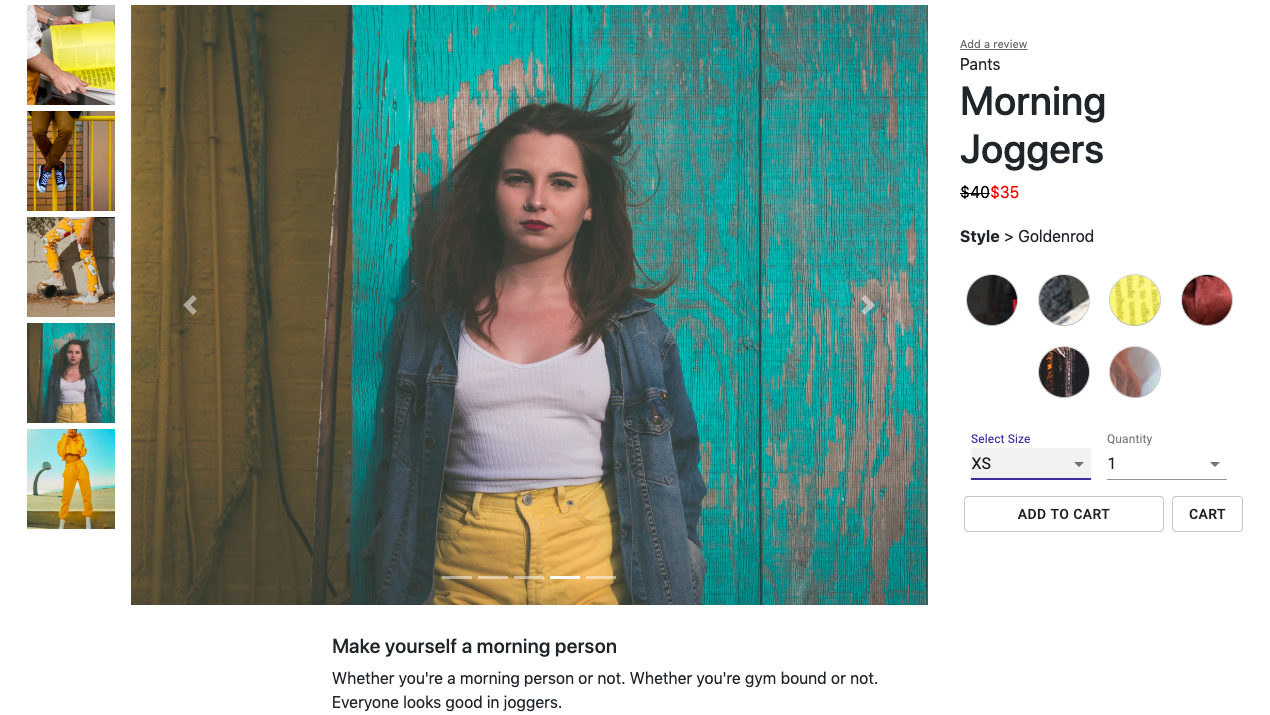 Add a review
Pants
Morning
Joggers
$40$35
Style > Goldenrod
Select Size
Quantity
XS
1
ADD TO CART
CART
Make yourself a morning person
Whether you're a morning person or not. Whether you're gym bound or not.
Everyone looks good in joggers.